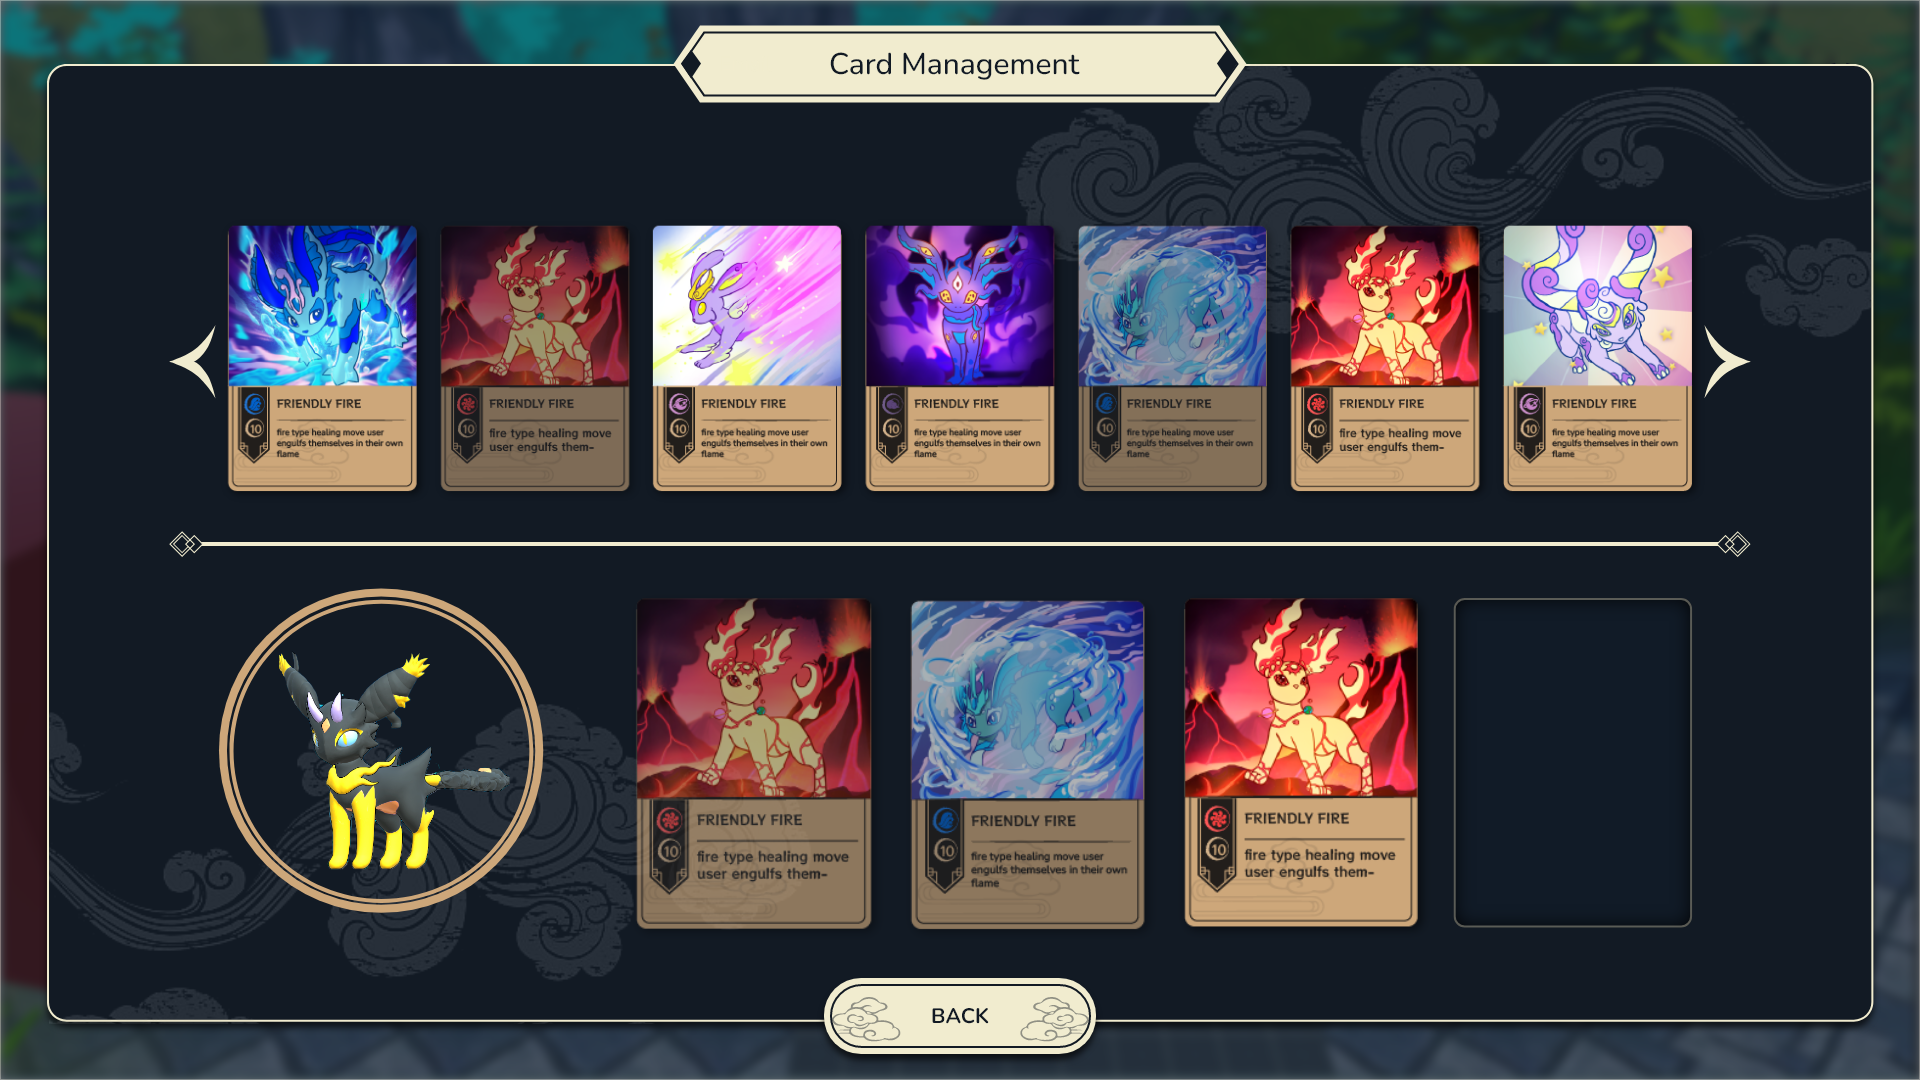 Card Management
FRIENDLY FIRE
10
fire type healing move user
engulfs themselves in their own
flame
FRIENDLY FIRE
10
fire type healing move
user engulfs them-
FRIENDLY FIRE
10
fire type healing move user
engulfs themselves in their own
flame
FRIENDLY FIRE
10
fire type healing move user
engulfs themselves in their own
flame
FRIENDLY FIRE
10
fire type healing move user
engulfs themselves in their own
flame
FRIENDLY FIRE
10
fire type healing move
user engulfs them-
FRIENDLY FIRE
10
fire type healing move user
engulfs themselves in their own
flame
FRIENDLY FIRE
10
fire type healing move
user engulfs them-
FRIENDLY FIRE
10
fire type healing move user
engulfs themselves in their own
flame
FRIENDLY FIRE
10
fire type healing move
user engulfs them-
BACK